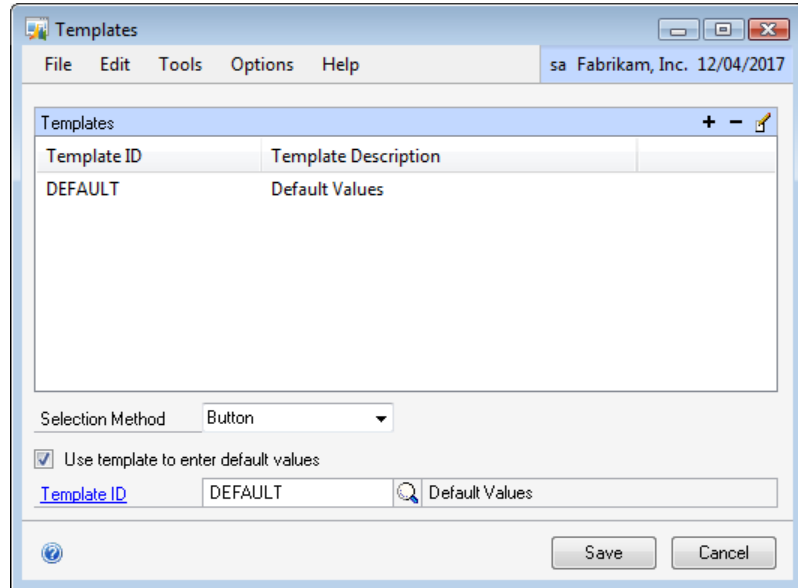 Templates
File Edit Tools Options Help sa Fabrikam, Inc. 12/04/2017
Templates
Template ID Template Description
DEFAULT Default Values
Selection Method Button
Use template to enter default values
Template ID DEFAULT Default Values
Save Cancel